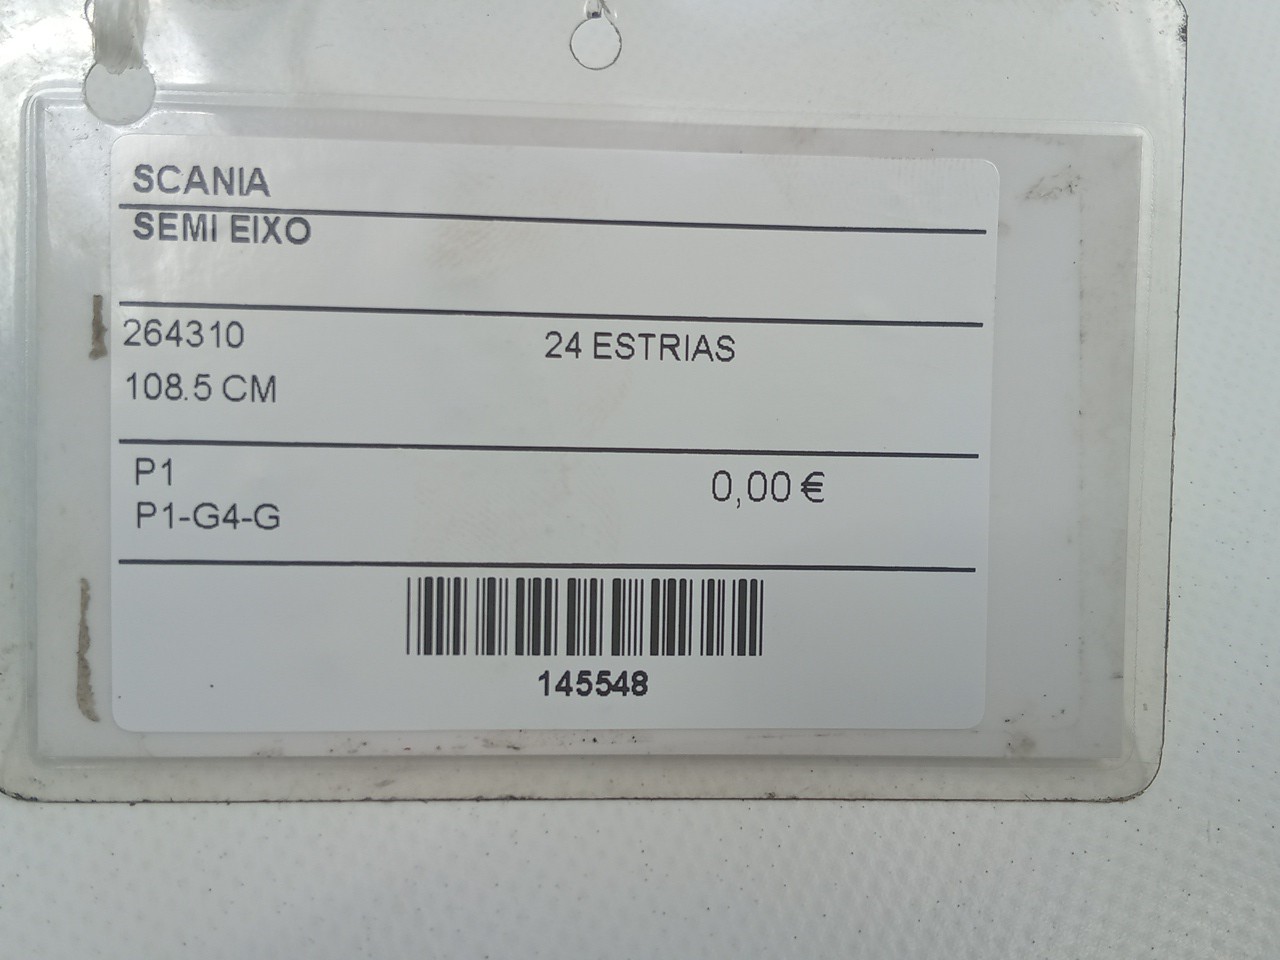 SCANIA
SEMI EIXO
264310 24 ESTRIAS
108.5 CM
P1 0,00 €
P1-G4-G
145548